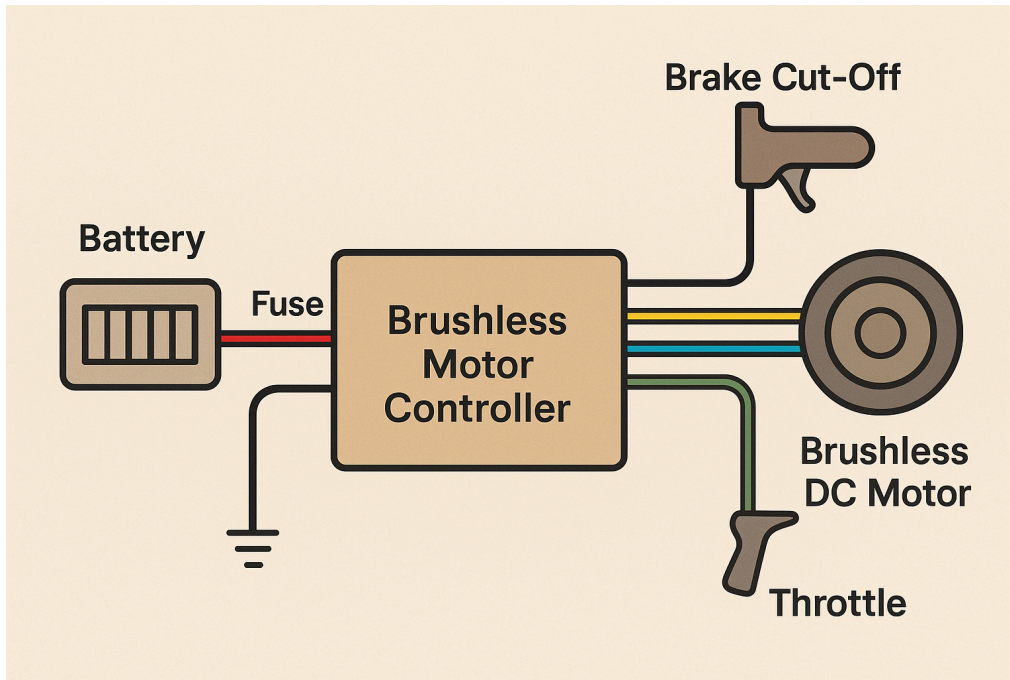 Brake Cut-Off
Battery
Fuse
Brushless
Motor
Controller
Brushless
DC Motor
Throttle